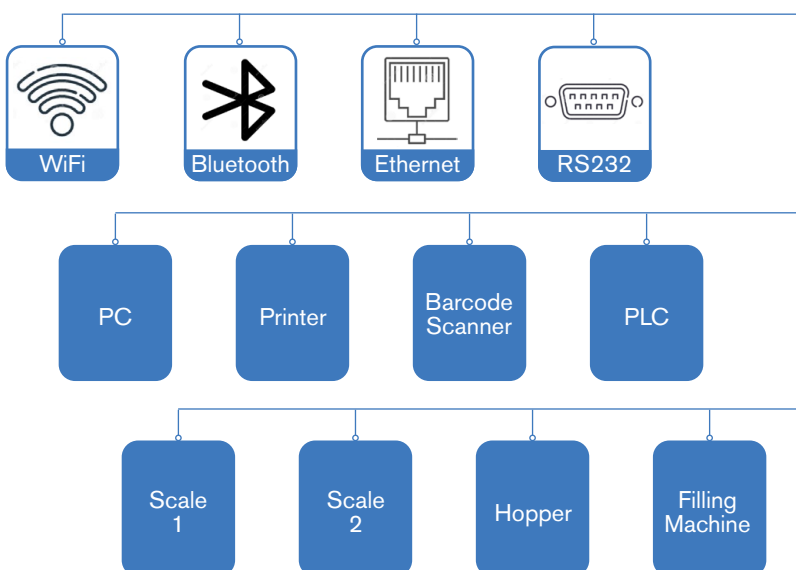 WiFi
Bluetooth
Ethernet
RS232
PC
Printer
Barcode
Scanner
PLC
Scale
1
Scale
2
Hopper
Filling
Machine